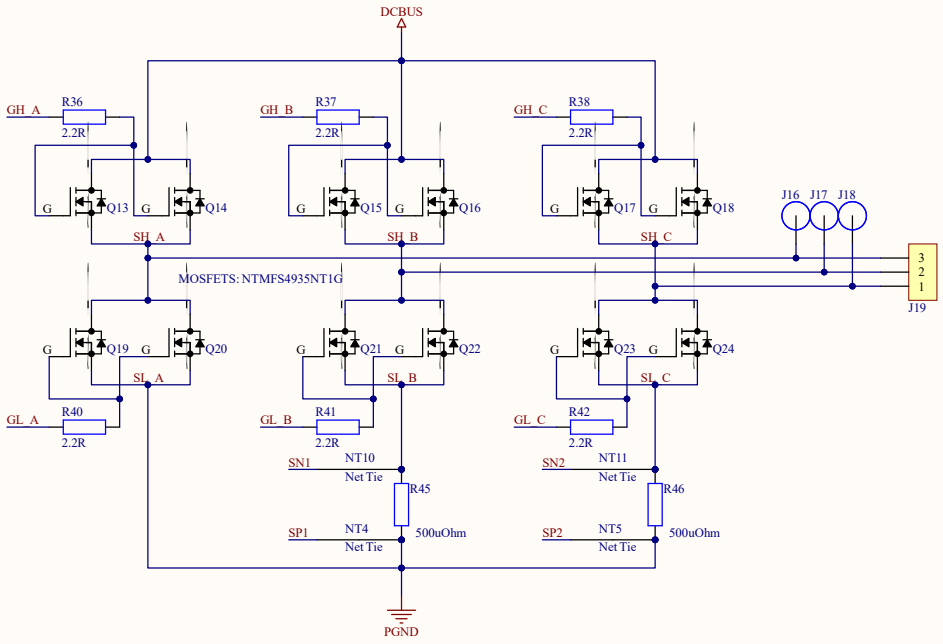 DCBUS
R36 R37 R38
GH_A GH_B GH_C
2.2R 2.2R 2.2R
J16 J17 J18
G Q13 G Q14 G Q15 G Q16 G Q17 G Q18
SH_A SH_B SH_C
3
2
1
MOSFETS: NTMFS4935NT1G
J19
G Q19 G Q20 G Q21 G Q22 G Q23 G Q24
SL_A SL_B SL_C
R40 R41 R42
GL_A GL_B GL_C
2.2R 2.2R 2.2R
SN1 NT10 SN2 NT11
Net Tie Net Tie
R45 R46
SP1 NT4 500uOhm SP2 NT5 500uOhm
Net Tie Net Tie
PGND